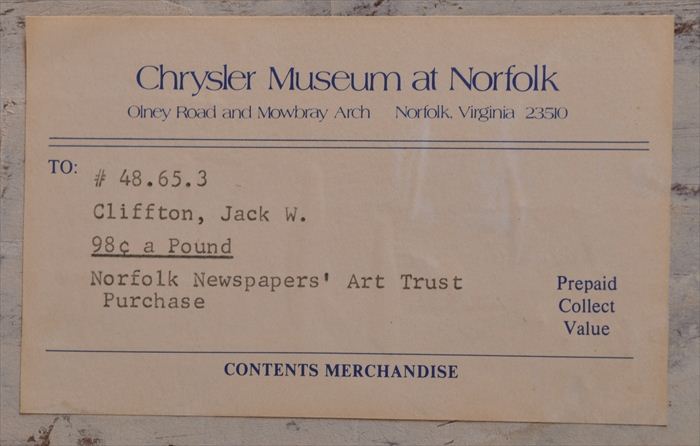 Chrysler Museum at Norfolk
Olney Road and Mowbray Arch Norfolk, Virginia 23510
TO:
# 48.65.3
Cliffton, Jack W.
98¢ a Pound
Norfolk Newspapers' Art Trust
Purchase
Prepaid
Collect
Value
CONTENTS MERCHANDISE